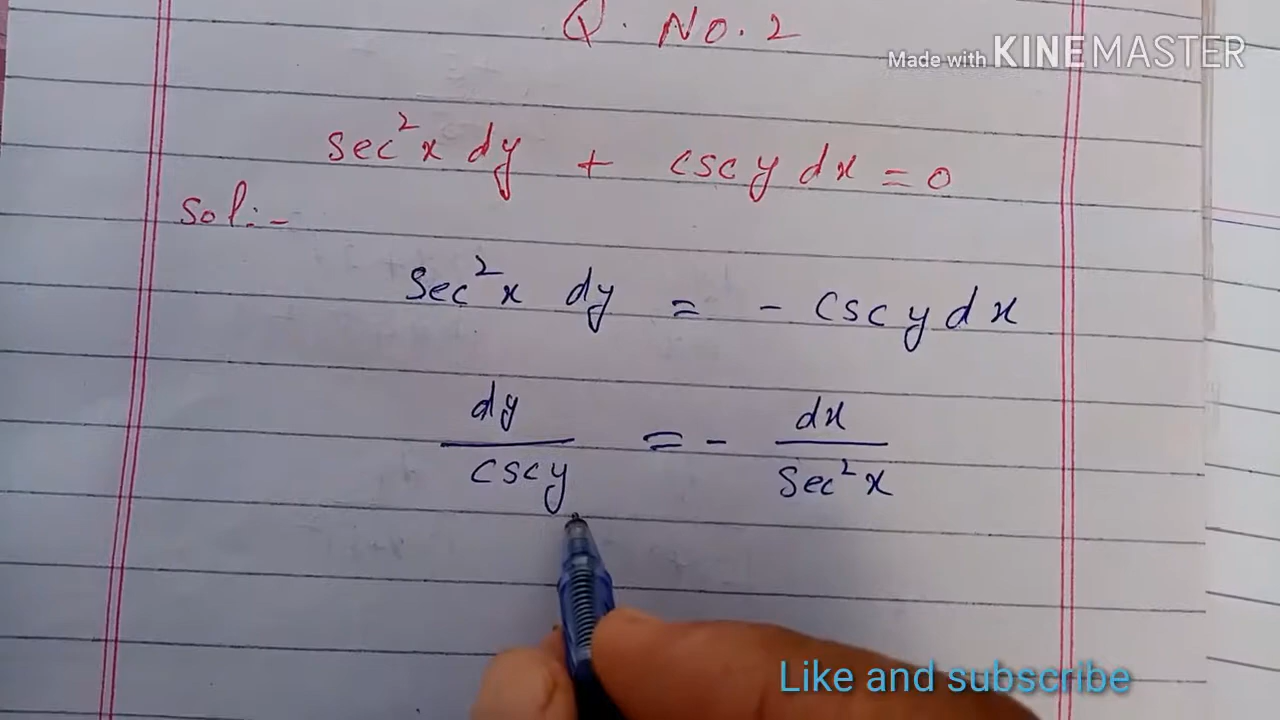 Q. No. 2
Made with KINEMASTER
sec²x dy + cscy dx = 0
Sol:-
Sec²x dy = - cscy dx
dy/cscy = - dx/Sec²x
Like and subscribe